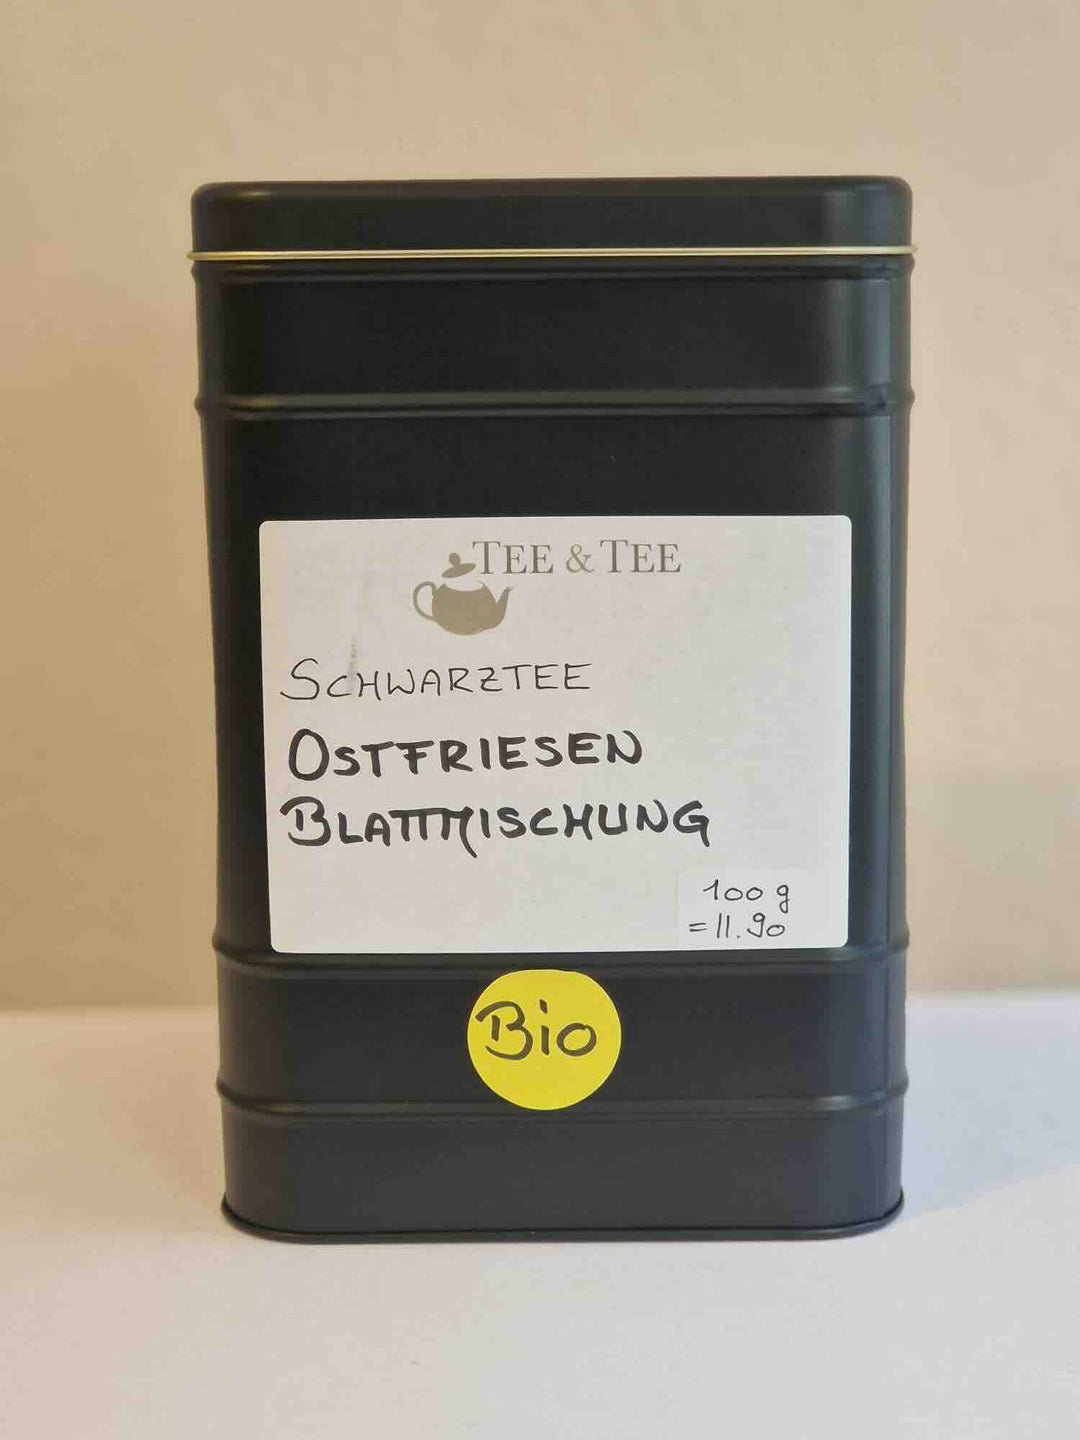 TEE & TEE
SCHWARZTEE
OSTFRIESEN
BLATTMISCHUNG
100 g
= 11.90
Bio